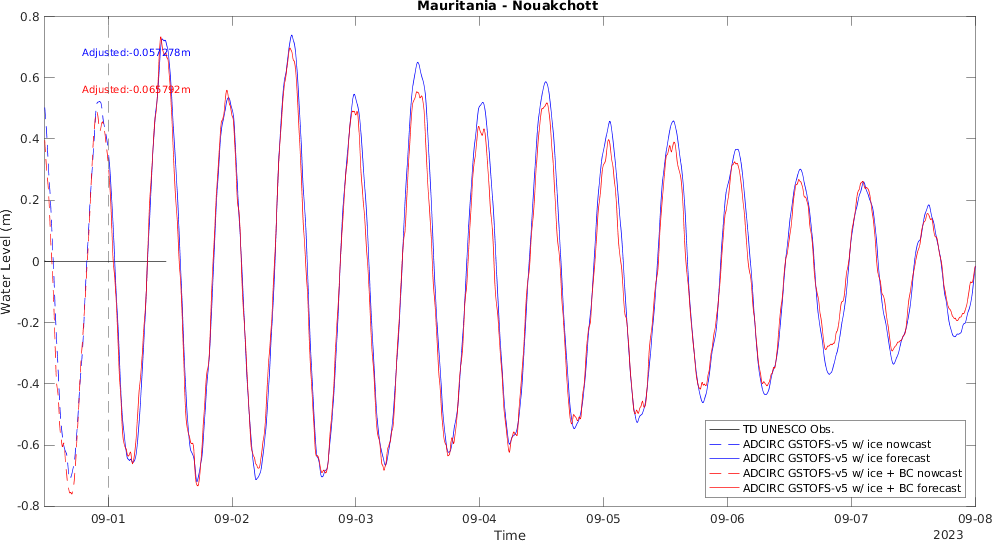 Mauritania - Nouakchott
0.8
0.6
0.4
0.2
0
-0.2
-0.4
-0.6
-0.8
Water Level (m)
Adjusted:-0.057278m
Adjusted:-0.065792m
TD UNESCO Obs.
ADCIRC GSTOFS-v5 w/ ice nowcast
ADCIRC GSTOFS-v5 w/ ice forecast
ADCIRC GSTOFS-v5 w/ ice + BC nowcast
ADCIRC GSTOFS-v5 w/ ice + BC forecast
09-01
09-02
09-03
09-04
09-05
09-06
09-07
09-08
Time
2023